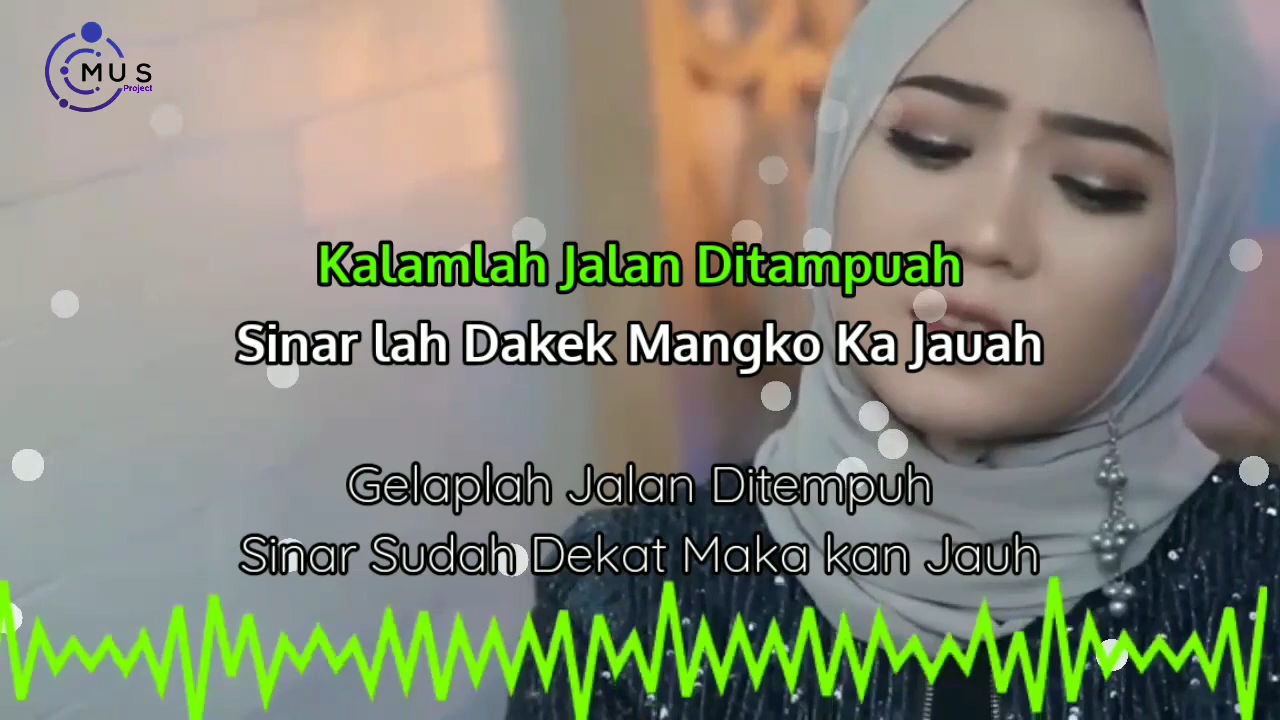 MUS
Project
Kalamlah Jalan Ditampuah
Sinar lah Dakek Mangko Ka Jauah
Gelaplah Jalan Ditempuh
Sinar Sudah Dekat Maka kan Jauh